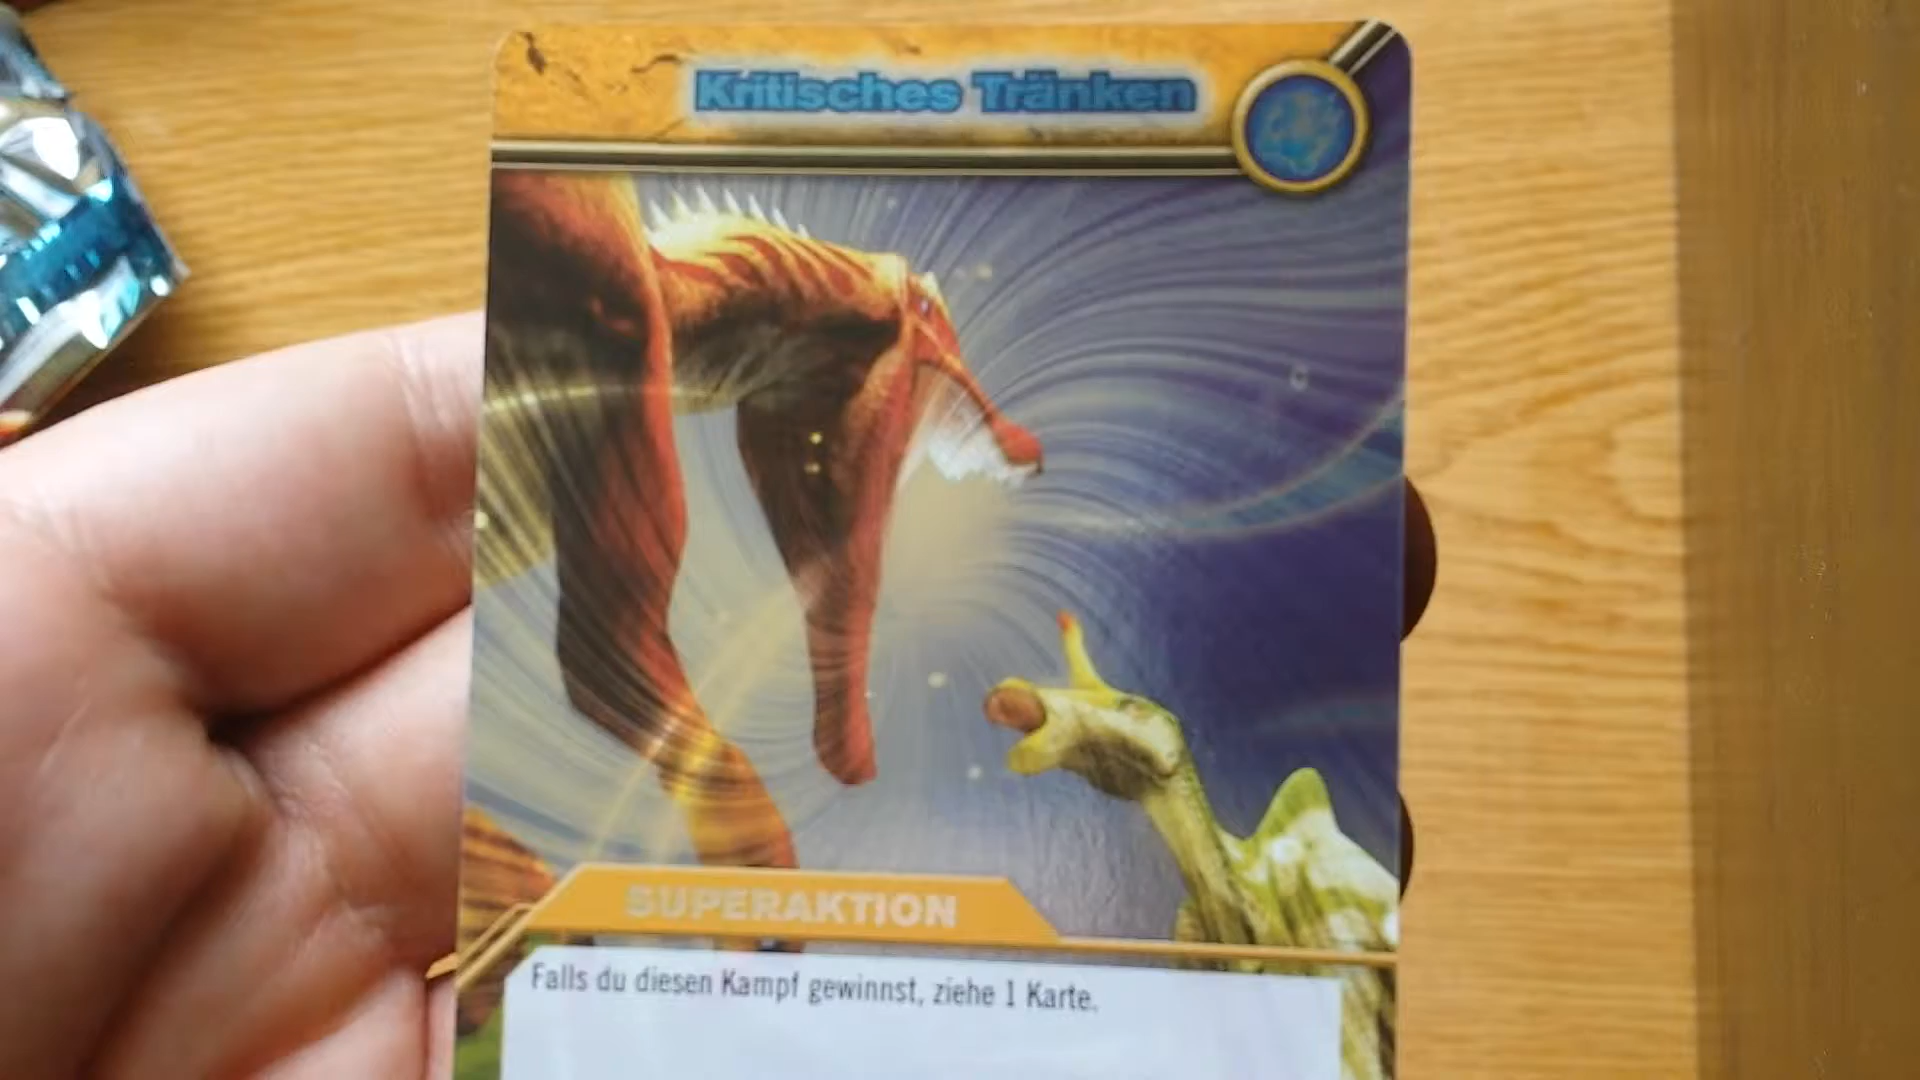 Kritisches Tränken
SUPERAKTION
Falls du diesen Kampf gewinnst, ziehe 1 Karte.